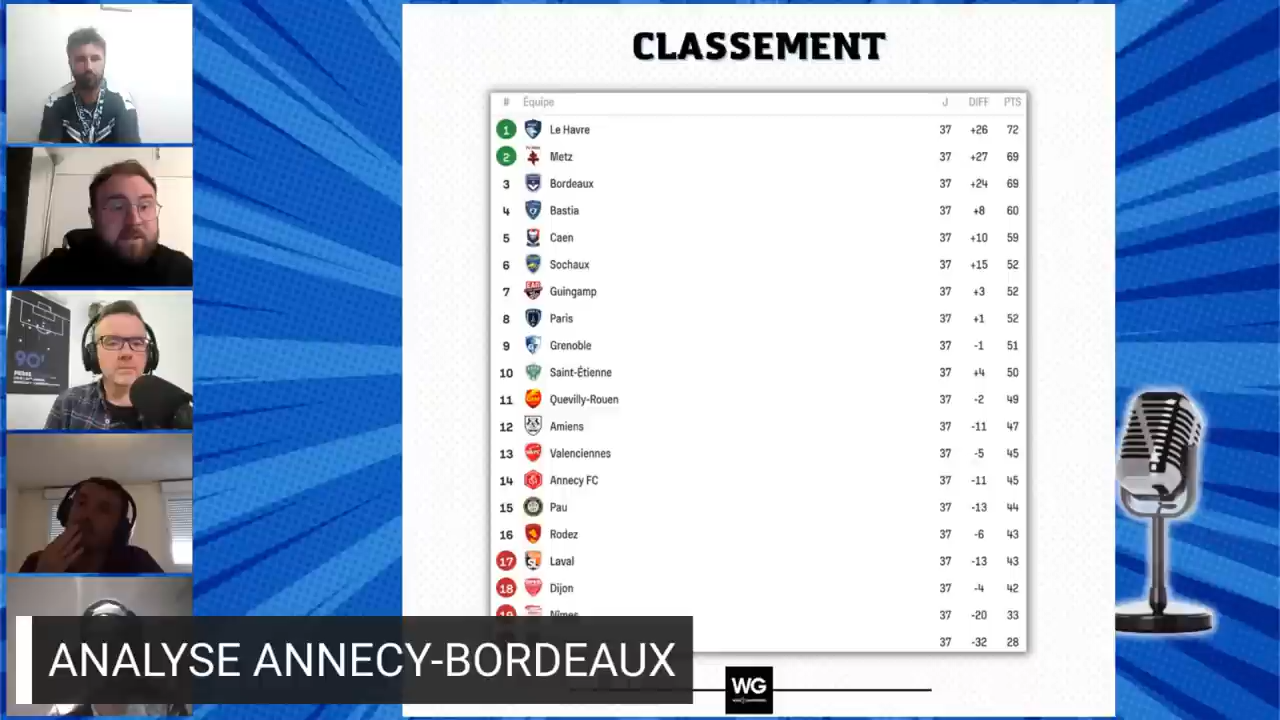 CLASSEMENT
# Équipe J DIFF PTS
1 Le Havre 37 +26 72
2 Metz 37 +27 69
3 Bordeaux 37 +24 69
4 Bastia 37 +8 60
5 Caen 37 +10 59
6 Sochaux 37 +15 52
7 Guingamp 37 +3 52
8 Paris 37 +1 52
9 Grenoble 37 -1 51
10 Saint-Étienne 37 +4 50
11 Quevilly-Rouen 37 -2 49
12 Amiens 37 -11 47
13 Valenciennes 37 -5 45
14 Annecy FC 37 -11 45
15 Pau 37 -13 44
16 Rodez 37 -6 43
17 Laval 37 -13 43
18 Dijon 37 -4 42
19 Nîmes 37 -20 33
37 -32 28
90'
ANALYSE ANNECY-BORDEAUX
WG